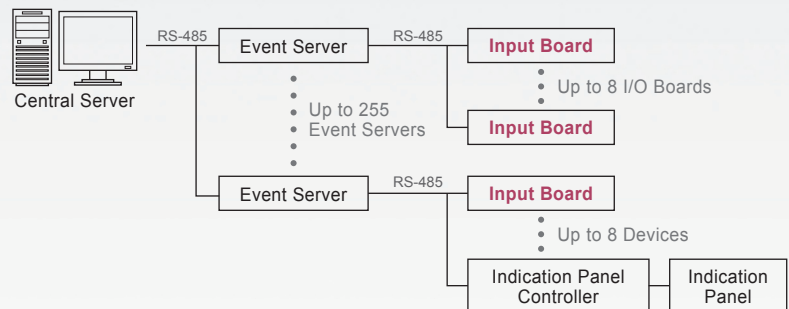 RS-485
Event Server
RS-485
Input Board
Central Server
Up to 8 I/O Boards
Up to 255
Event Servers
Input Board
Event Server
RS-485
Input Board
Up to 8 Devices
Indication Panel
Controller
Indication
Panel